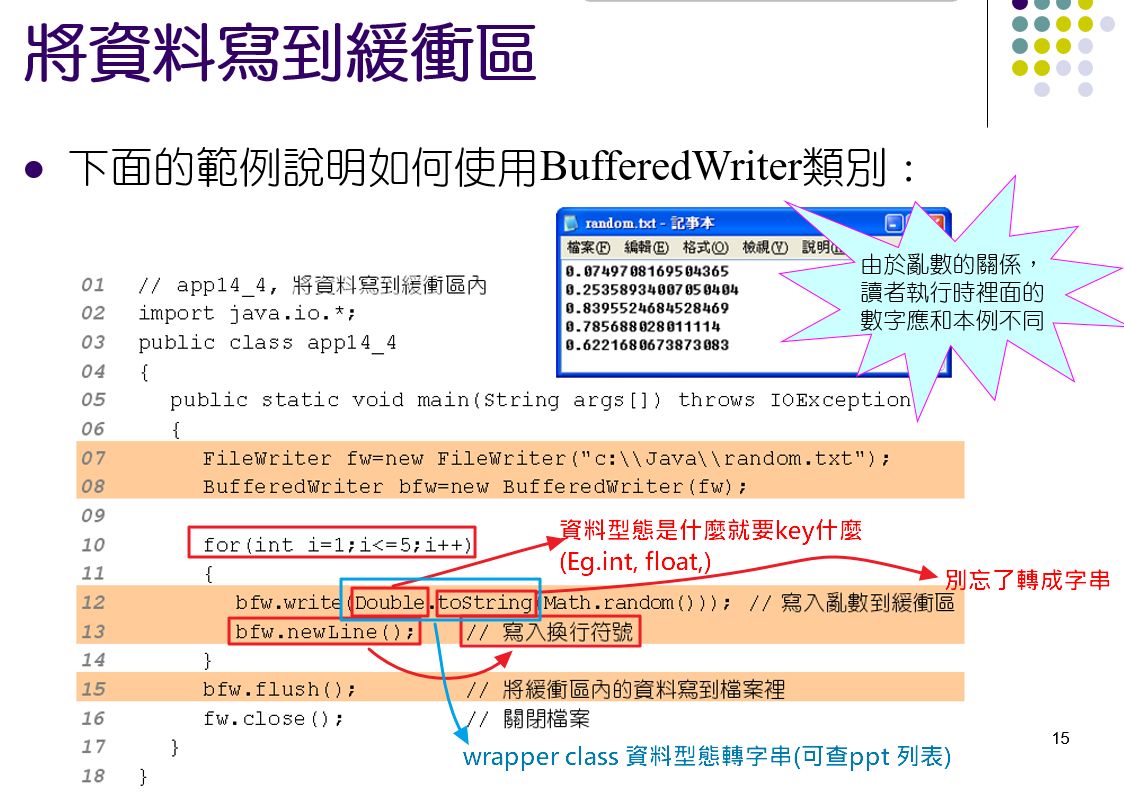 將資料寫到緩衝區
下面的範例說明如何使用BufferedWriter類別：
random.txt - 記事本
檔案(F) 編輯(E) 格式(O) 檢視(V) 說明
0.0749708169504365
0.25358934007050404
0.8395524684528469
0.785688028011114
0.6221680673873083
由於亂數的關係，
讀者執行時裡面的
數字應和本例不同
01 // app14_4, 將資料寫到緩衝區內
02 import java.io.*;
03 public class app14_4
04 {
05 public static void main(String args[]) throws IOException
06 {
07 FileWriter fw=new FileWriter("c:\\Java\\random.txt");
08 BufferedWriter bfw=new BufferedWriter(fw);
09
10 for(int i=1;i<=5;i++)
11 {
12 bfw.write(Double.toString(Math.random())); // 寫入亂數到緩衝區
13 bfw.newLine(); // 寫入換行符號
14 }
15 bfw.flush(); // 將緩衝區內的資料寫到檔案裡
16 fw.close(); // 關閉檔案
17 }
18 }
資料型態是什麼就要key什麼
(Eg.int, float,)
別忘了轉成字串
wrapper class 資料型態轉字串(可查ppt 列表)
15